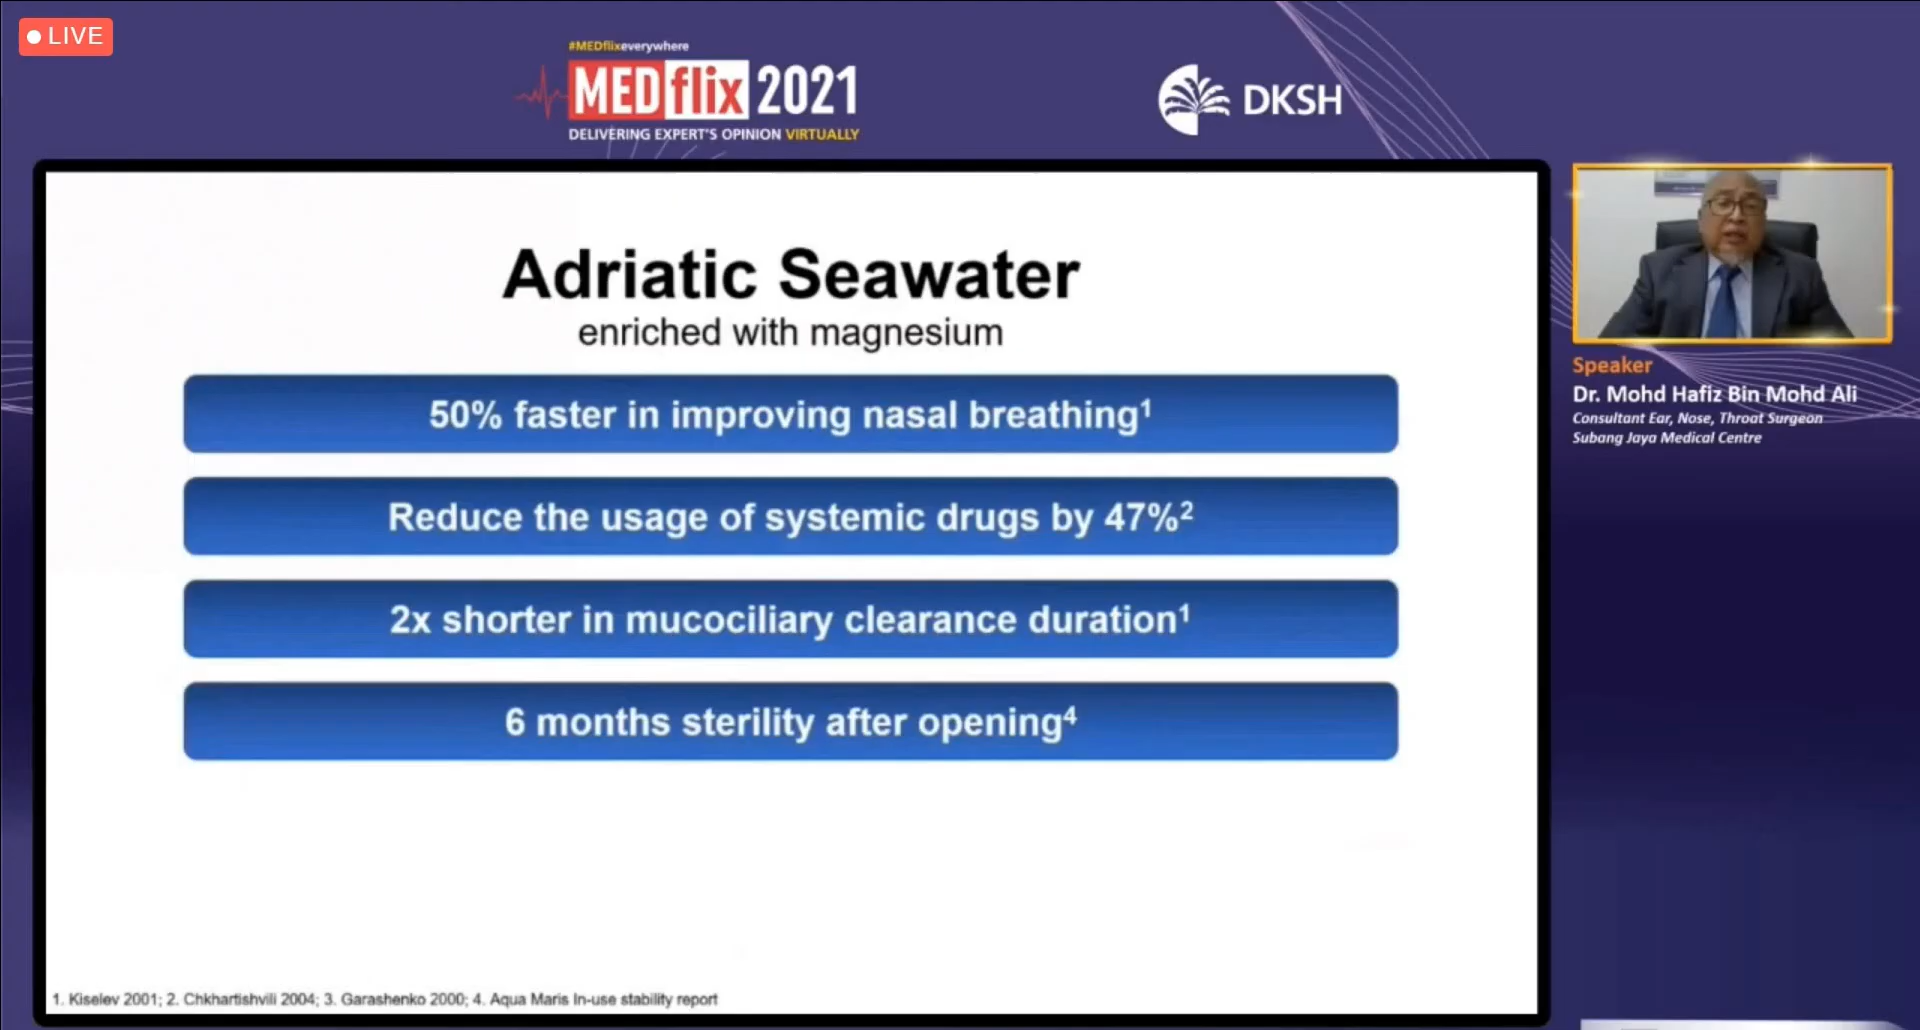 LIVE
#MEDflixeverywhere
MEDflix 2021
DELIVERING EXPERT'S OPINION VIRTUALLY
DKSH
Adriatic Seawater
enriched with magnesium
50% faster in improving nasal breathing¹
Reduce the usage of systemic drugs by 47%²
2x shorter in mucociliary clearance duration¹
6 months sterility after opening⁴
1. Kiselev 2001; 2. Chkhartishvili 2004; 3. Garashenko 2000; 4. Aqua Maris In-use stability report
Speaker
Dr. Mohd Hafiz Bin Mohd Ali
Consultant Ear, Nose, Throat Surgeon
Subang Jaya Medical Centre